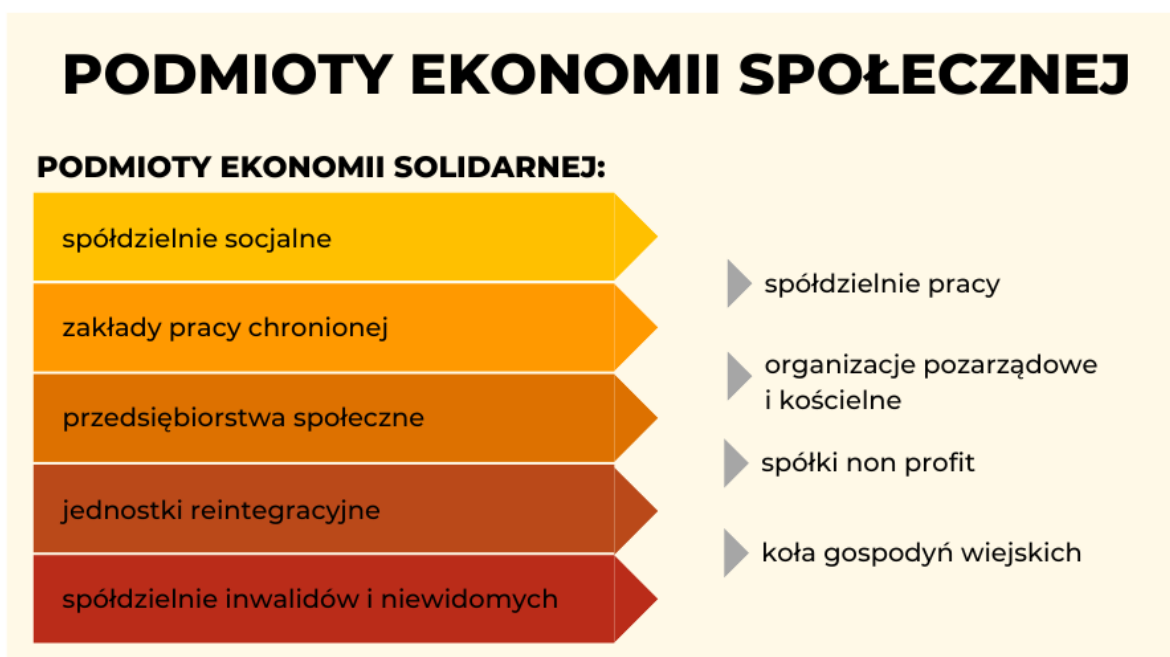 PODMIOTY EKONOMII SPOŁECZNEJ
PODMIOTY EKONOMII SOLIDARNEJ:
spółdzielnie socjalne
zakłady pracy chronionej
przedsiębiorstwa społeczne
jednostki reintegracyjne
spółdzielnie inwalidów i niewidomych
spółdzielnie pracy
organizacje pozarządowe
i kościelne
spółki non profit
koła gospodyń wiejskich